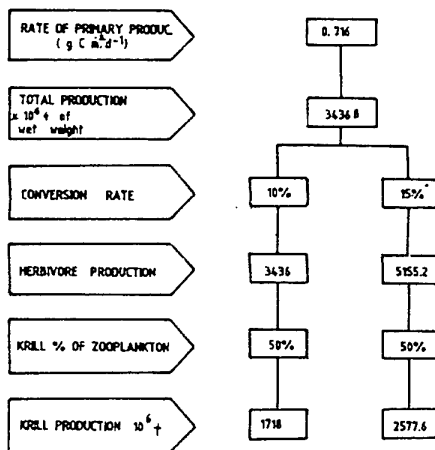 RATE OF PRIMARY PRODUC.
( g C m².d⁻¹)
0.716
TOTAL PRODUCTION
x 10⁶ t of
wet weight
34368
CONVERSION RATE
10%
15%
HERBIVORE PRODUCTION
3436
5155.2
KRILL % OF ZOOPLANKTON
50%
50%
KRILL PRODUCTION 10⁶ t
1718
2577.6